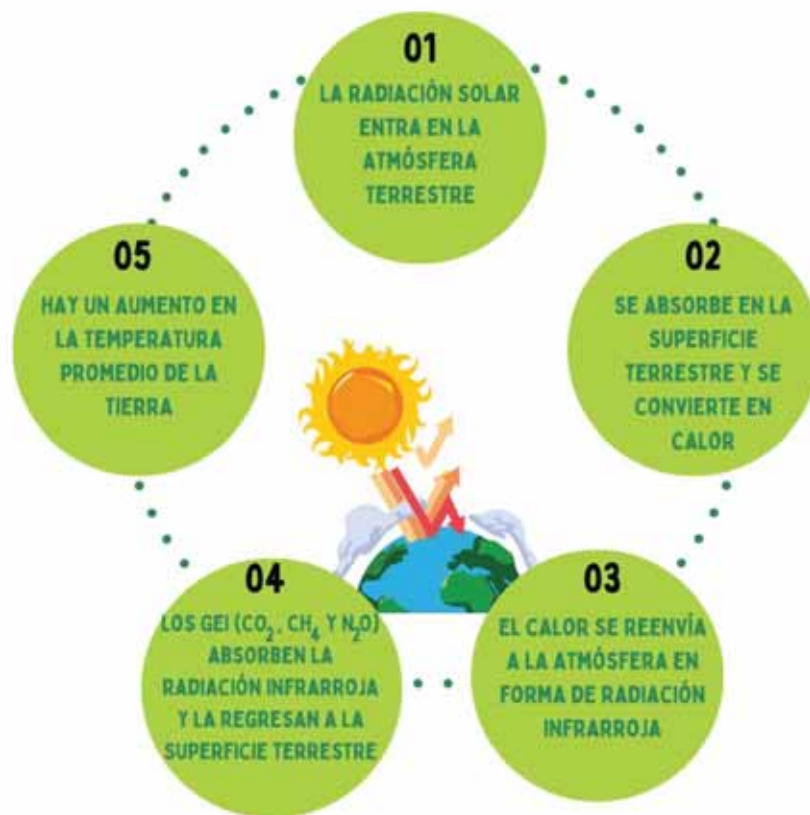 01
LA RADIACIÓN SOLAR
ENTRA EN LA
ATMÓSFERA
TERRESTRE
02
SE ABSORBE EN LA
SUPERFICIE
TERRESTRE Y SE
CONVIERTE EN
CALOR
03
EL CALOR SE REENVÍA
A LA ATMÓSFERA EN
FORMA DE RADIACIÓN
INFRARROJA
04
LOS GEI (CO₂, CH₄ Y N₂O)
ABSORBEN LA
RADIACIÓN INFRARROJA
Y LA REGRESAN A LA
SUPERFICIE TERRESTRE
05
HAY UN AUMENTO EN
LA TEMPERATURA
PROMEDIO DE LA
TIERRA